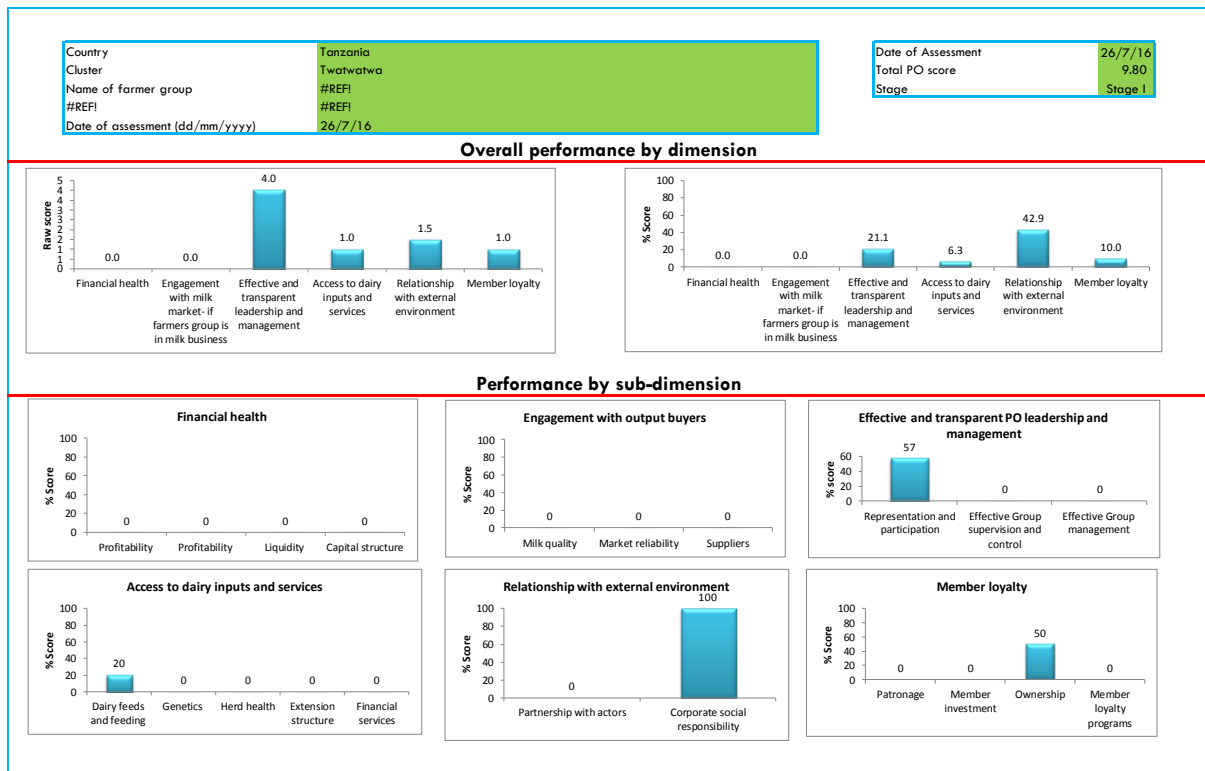 Country Tanzania
Cluster Twatwatwa
Name of farmer group #REF!
#REF! #REF!
Date of assessment (dd/mm/yyyy) 26/7/16
Date of Assessment 26/7/16
Total PO score 9.80
Stage Stage I
Overall performance by dimension
Raw score
5
4
4
3
3
2
2
1
1
0
0.0 0.0 4.0 1.0 1.5 1.0
Financial health
Engagement
with milk
market- if
farmers group is
in milk business
Effective and
transparent
leadership and
management
Access to dairy
inputs and
services
Relationship
with external
environment
Member loyalty
% Score
100
80
60
40
20
0
0.0 0.0 21.1 6.3 42.9 10.0
Financial health
Engagement
with milk
market- if
farmers group is
in milk business
Effective and
transparent
leadership and
management
Access to dairy
inputs and
services
Relationship
with external
environment
Member loyalty
Performance by sub-dimension
Financial health
% Score
100
80
60
40
20
0
0 0 0 0
Profitability Profitability Liquidity Capital structure
Engagement with output buyers
% Score
100
80
60
40
20
0
0 0 0
Milk quality Market reliability Suppliers
Effective and transparent PO leadership and
management
% score
60
40
20
0
57 0 0
Representation and
participation
Effective Group
supervision and
control
Effective Group
management
Access to dairy inputs and services
% Score
100
80
60
40
20
0
20 0 0 0 0
Dairy feeds
and feeding
Genetics
Herd health
Extension
structure
Financial
services
Relationship with external environment
% Score
100
80
60
40
20
0
0 100
Partnership with actors
Corporate social
responsibility
Member loyalty
% Score
100
80
60
40
20
0
0 0 50 0
Patronage
Member
investment
Ownership
Member
loyalty
programs